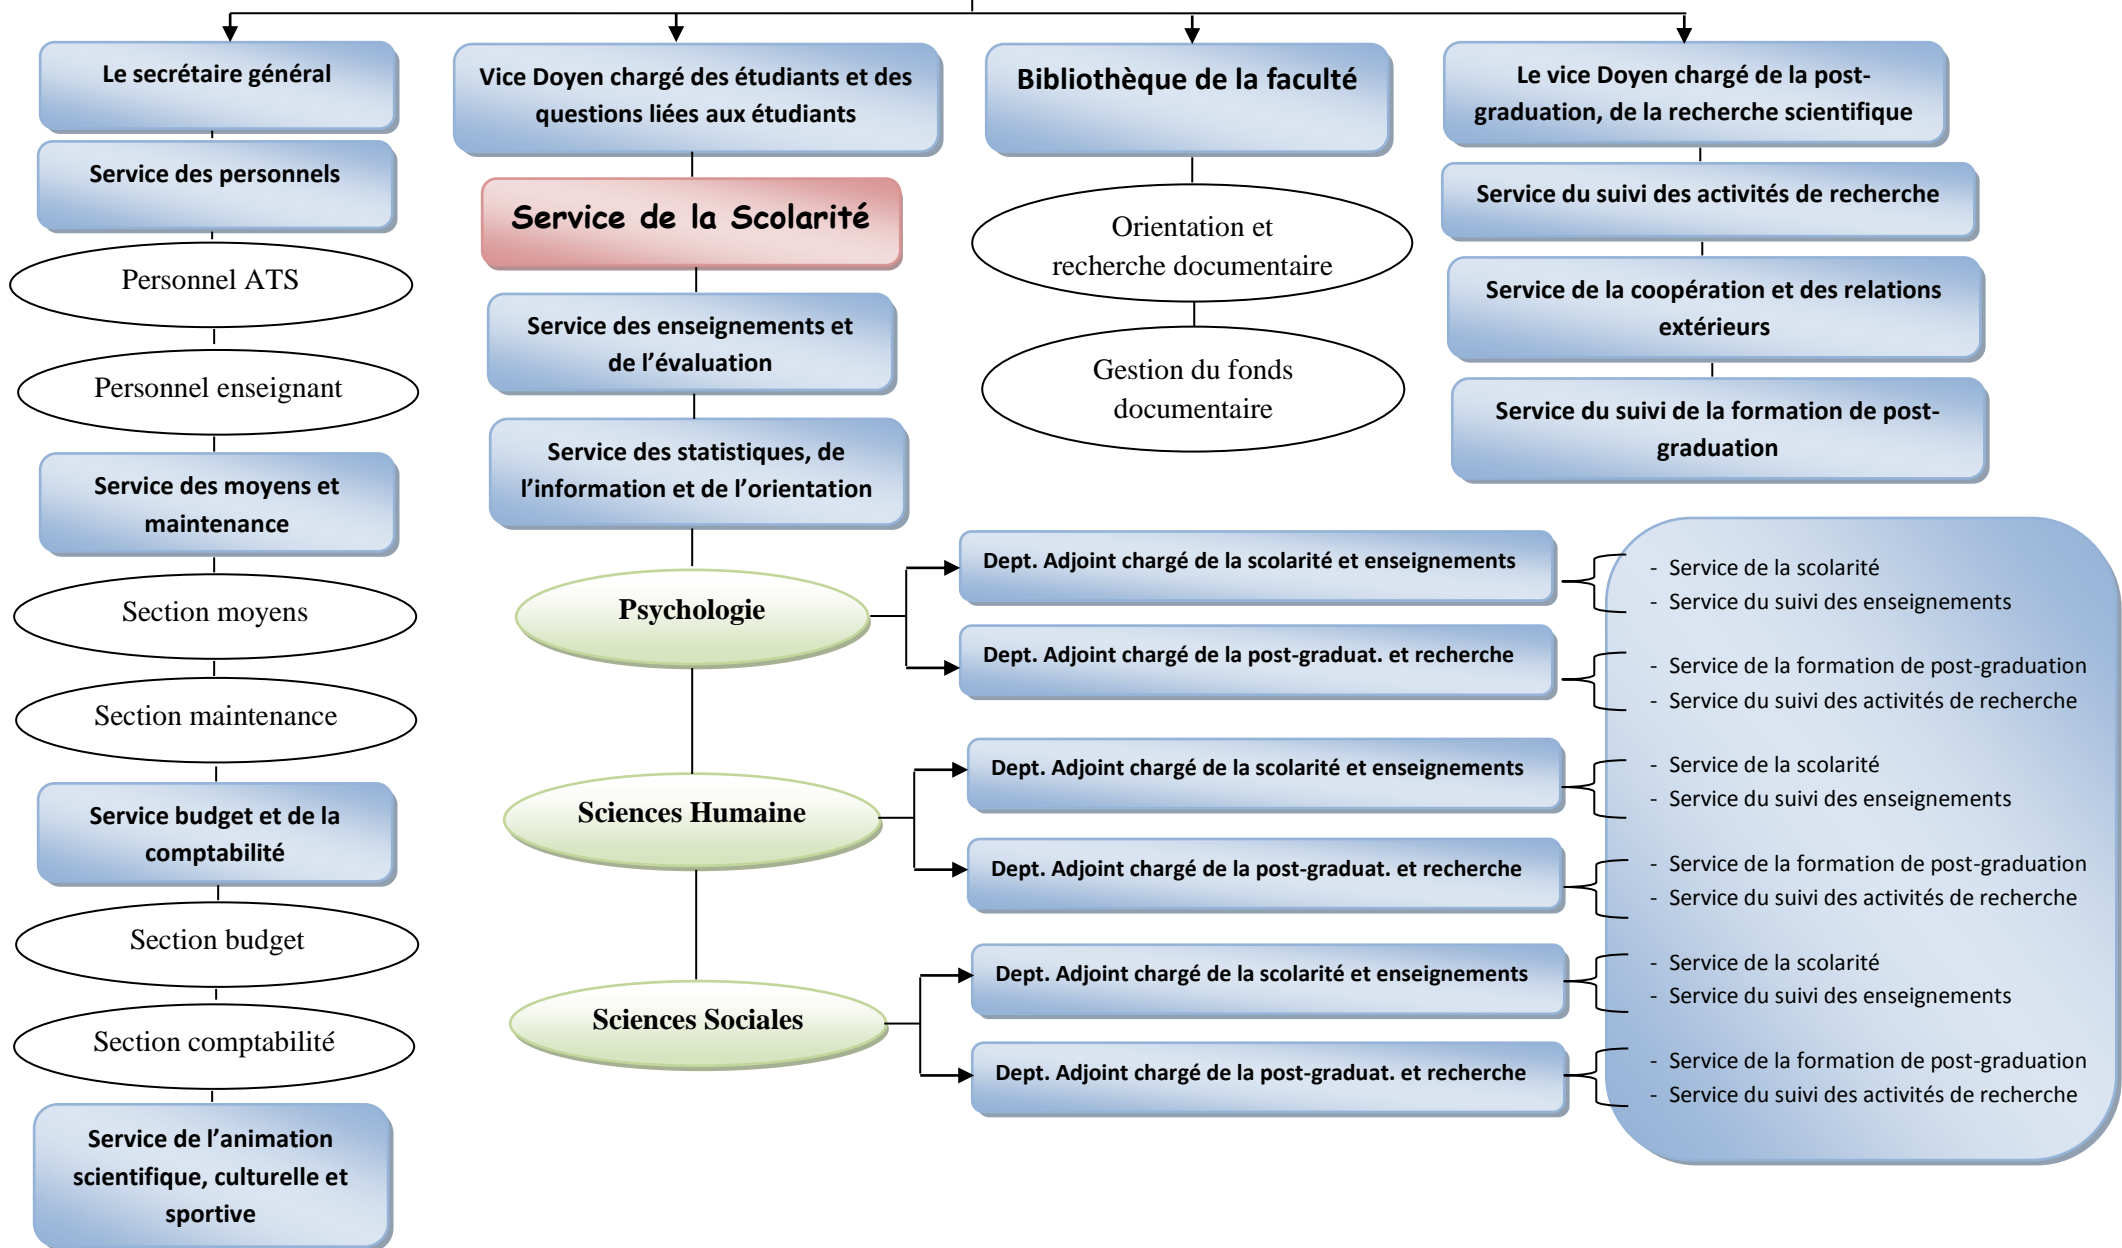 Le secrétaire général
Service des personnels
Personnel ATS
Personnel enseignant
Service des moyens et
maintenance
Section moyens
Section maintenance
Service budget et de la
comptabilité
Section budget
Section comptabilité
Service de l’animation
scientifique, culturelle et
sportive
Vice Doyen chargé des étudiants et des
questions liées aux étudiants
Service de la Scolarité
Service des enseignements et
de l’évaluation
Service des statistiques, de
l’information et de l’orientation
Bibliothèque de la faculté
Orientation et
recherche documentaire
Gestion du fonds
documentaire
Le vice Doyen chargé de la post-
graduation, de la recherche scientifique
Service du suivi des activités de recherche
Service de la coopération et des relations
extérieurs
Service du suivi de la formation de post-
graduation
Psychologie
Dept. Adjoint chargé de la scolarité et enseignements
- Service de la scolarité
- Service du suivi des enseignements
Dept. Adjoint chargé de la post-graduat. et recherche
- Service de la formation de post-graduation
- Service du suivi des activités de recherche
Sciences Humaine
Dept. Adjoint chargé de la scolarité et enseignements
- Service de la scolarité
- Service du suivi des enseignements
Dept. Adjoint chargé de la post-graduat. et recherche
- Service de la formation de post-graduation
- Service du suivi des activités de recherche
Sciences Sociales
Dept. Adjoint chargé de la scolarité et enseignements
- Service de la scolarité
- Service du suivi des enseignements
Dept. Adjoint chargé de la post-graduat. et recherche
- Service de la formation de post-graduation
- Service du suivi des activités de recherche